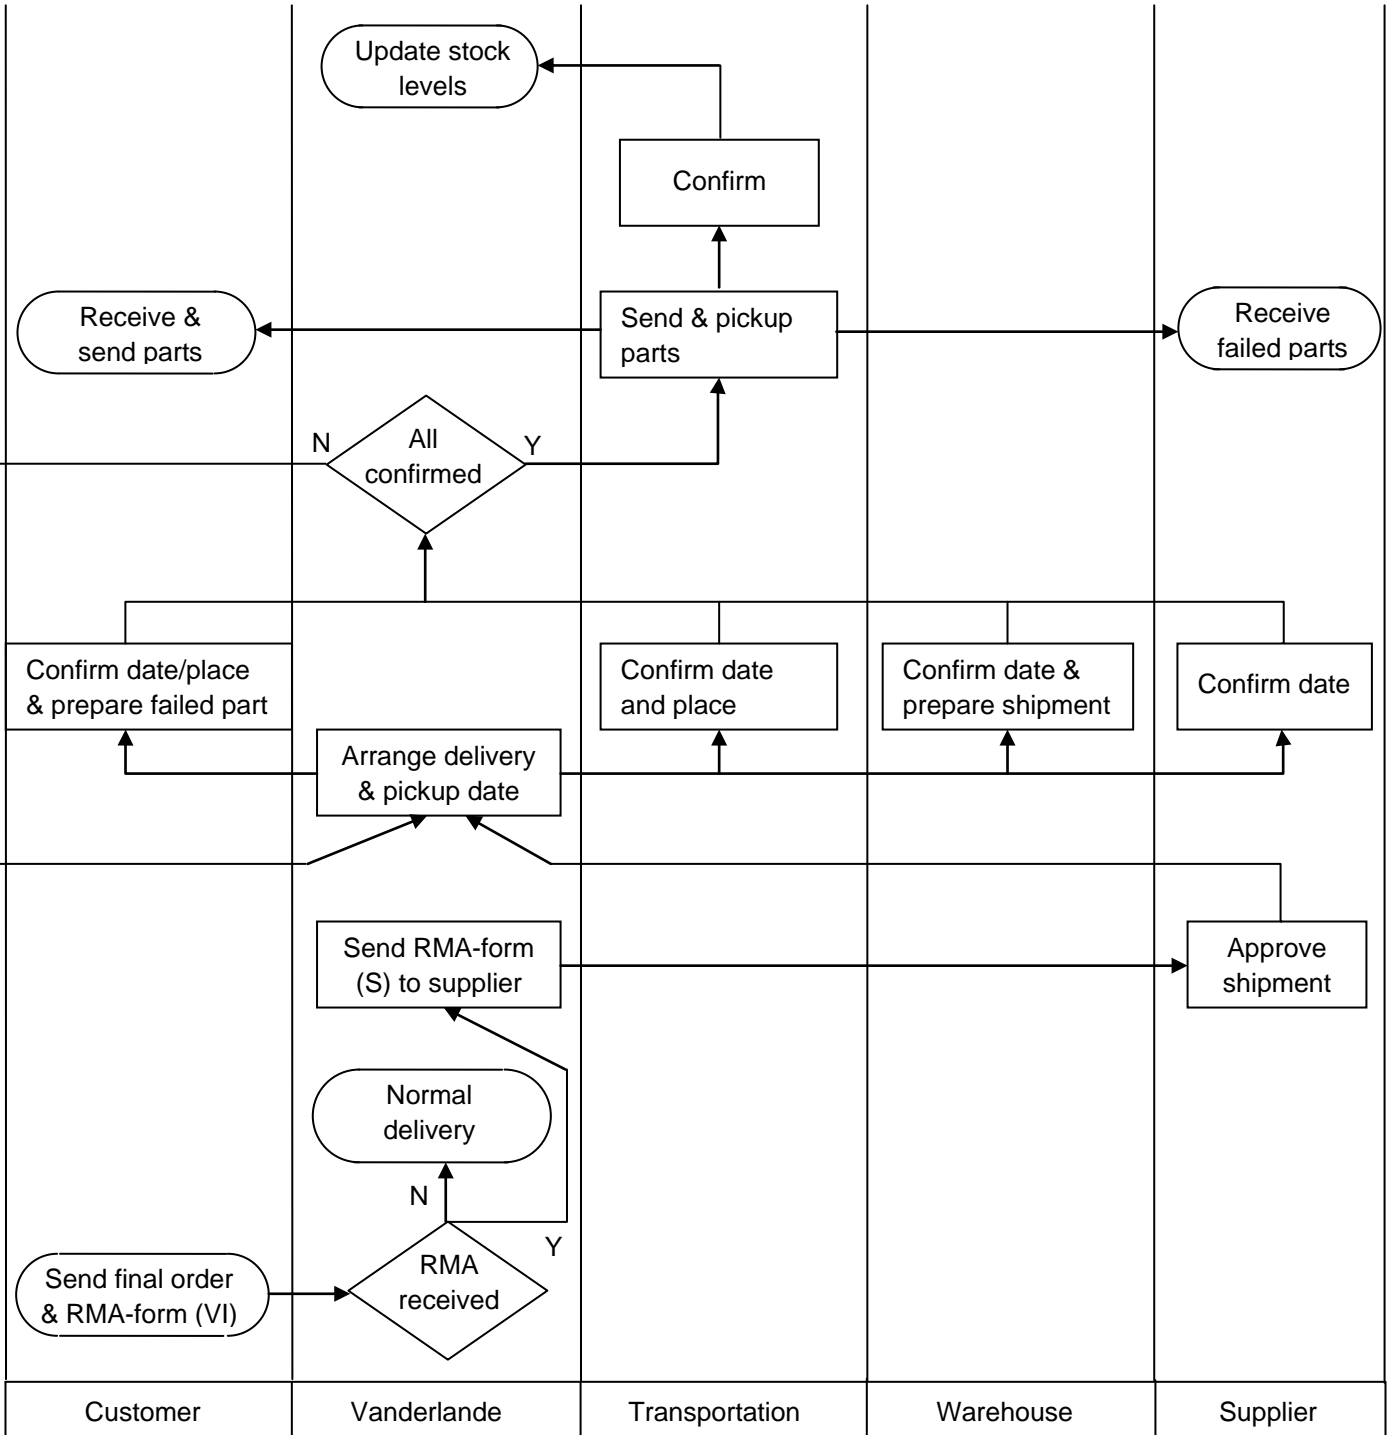 Update stock
levels
Confirm
Receive &
send parts
Send & pickup
parts
Receive
failed parts
N
All
confirmed
Y
Confirm date/place
& prepare failed part
Confirm date
and place
Confirm date &
prepare shipment
Confirm date
Arrange delivery
& pickup date
Send RMA-form
(S) to supplier
Approve
shipment
Normal
delivery
N
Y
Send final order
& RMA-form (VI)
RMA
received
Customer
Vanderlande
Transportation
Warehouse
Supplier